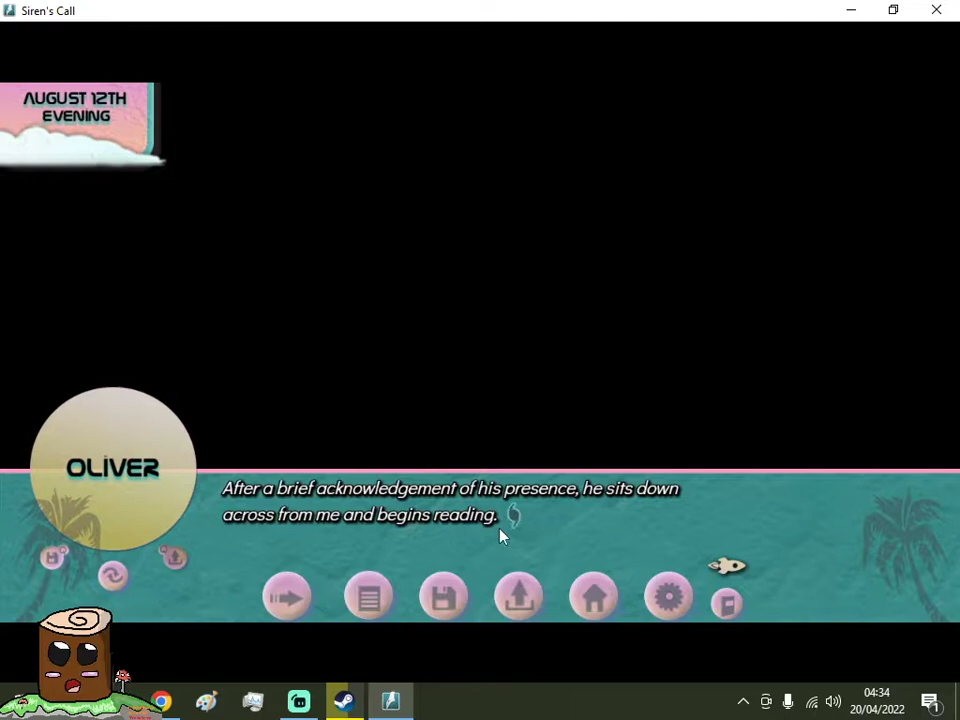 Siren's Call
AUGUST 12TH
EVENING
OLIVER
After a brief acknowledgement of his presence, he sits down
across from me and begins reading.
04:34
20/04/2022
1